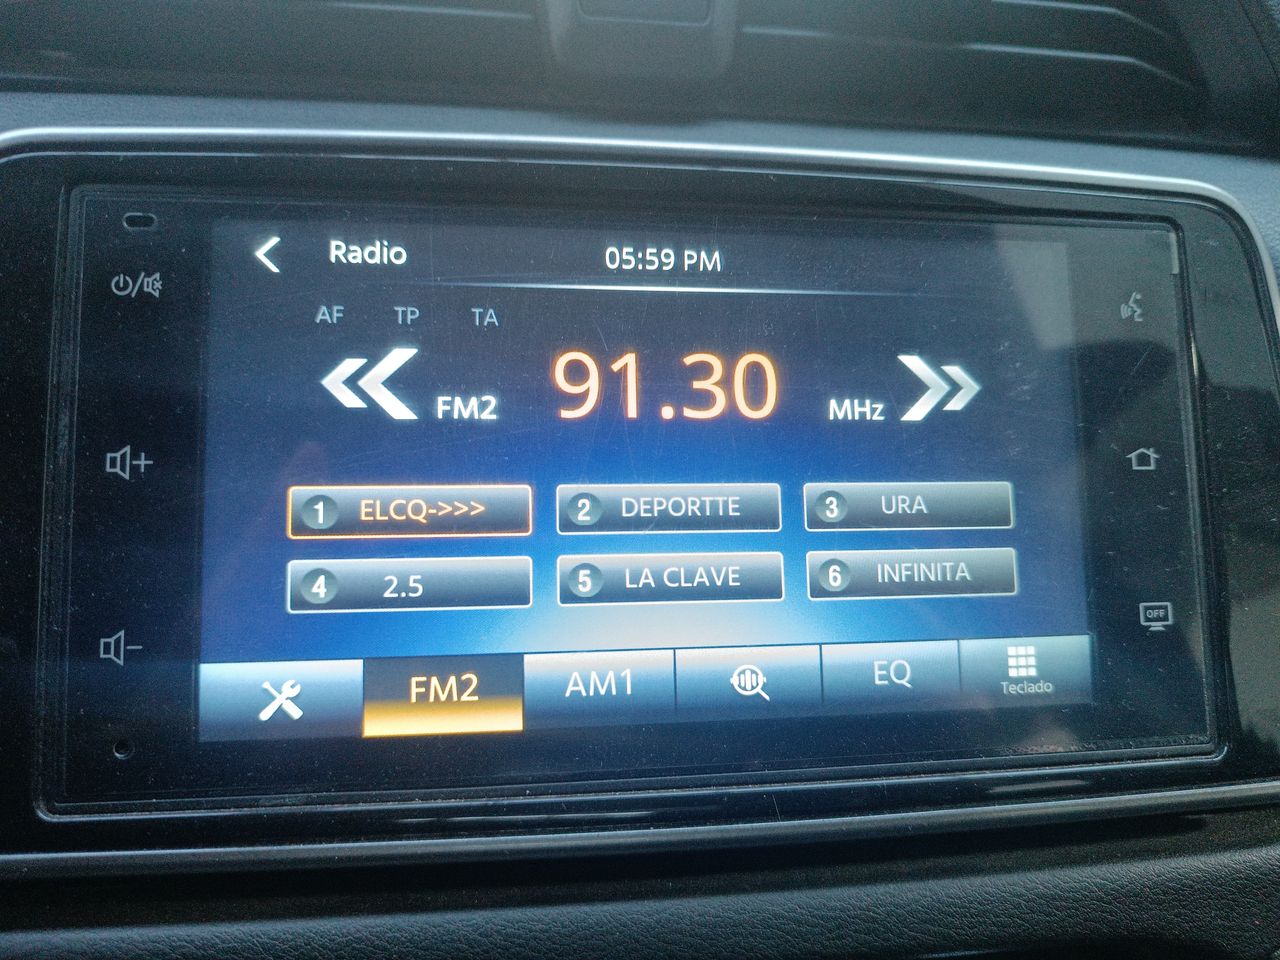 Radio 05:59 PM
AF TP TA
FM2 91.30 MHz
1 ELCQ->>> 2 DEPORTTE 3 URA
4 2.5 5 LA CLAVE 6 INFINITA
OFF
FM2 AM1 EQ Teclado